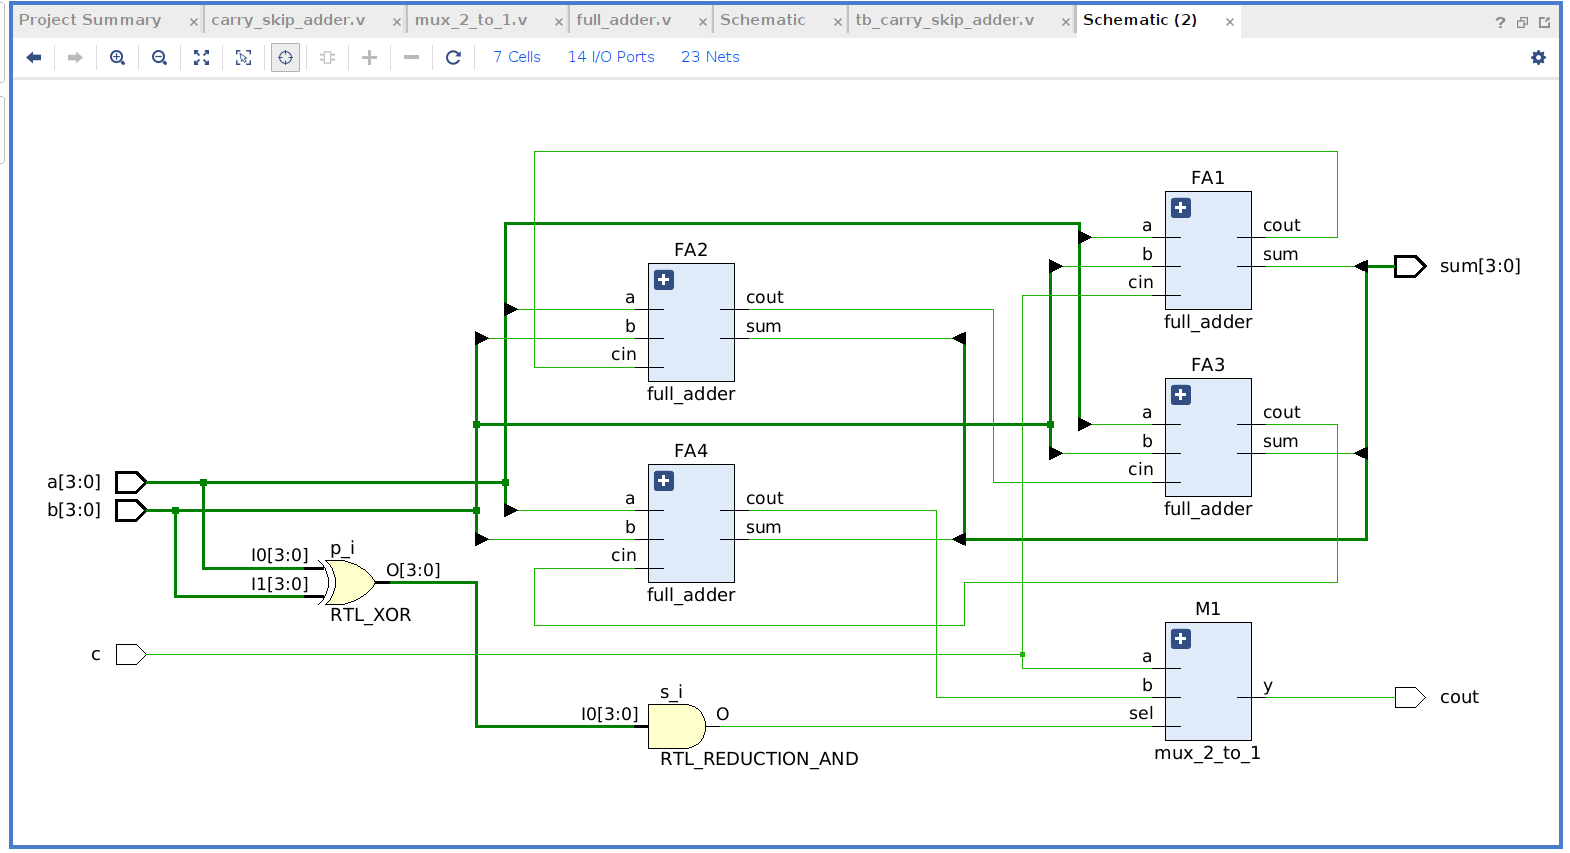 Project Summary × carry_skip_adder.v × mux_2_to_1.v × full_adder.v × Schematic × tb_carry_skip_adder.v × Schematic (2) × ?
7 Cells 14 I/O Ports 23 Nets
FA1
a cout
b sum
cin
full_adder
sum[3:0]
FA2
a cout
b sum
cin
full_adder
FA3
a cout
b sum
cin
full_adder
FA4
a cout
b sum
cin
full_adder
a[3:0]
b[3:0]
p_i
I0[3:0] O[3:0]
I1[3:0]
RTL_XOR
c
s_i
I0[3:0] O
RTL_REDUCTION_AND
M1
a
b y
sel
mux_2_to_1
cout